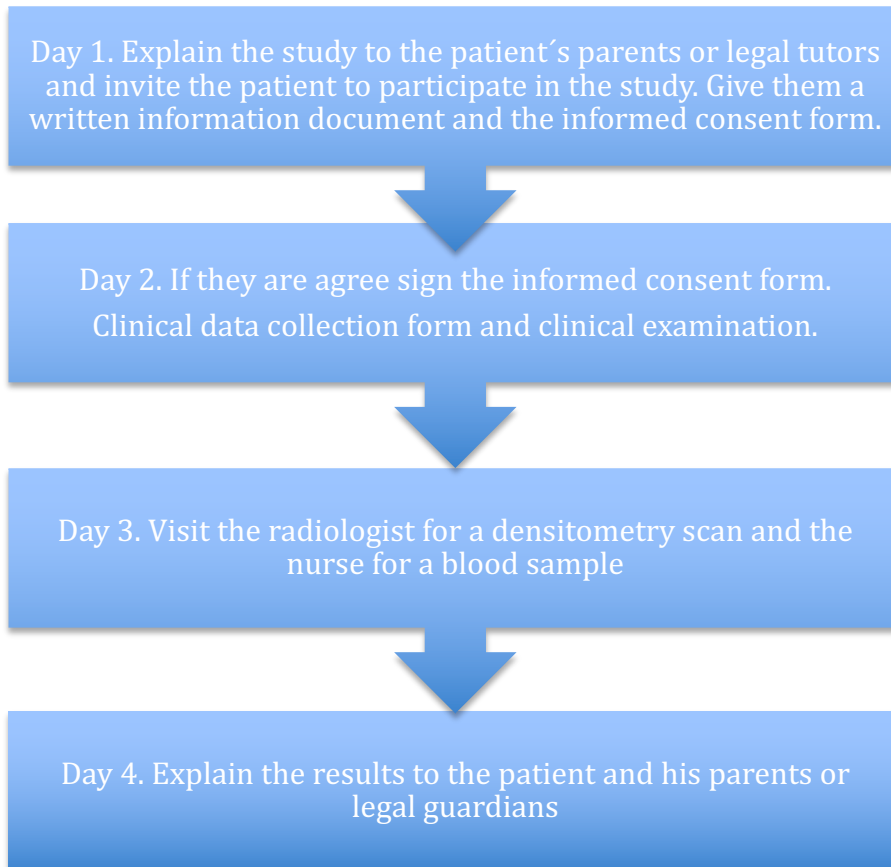 Day 1. Explain the study to the patient´s parents or legal tutors
and invite the patient to participate in the study. Give them a
written information document and the informed consent form.
Day 2. If they are agree sign the informed consent form.
Clinical data collection form and clinical examination.
Day 3. Visit the radiologist for a densitometry scan and the
nurse for a blood sample
Day 4. Explain the results to the patient and his parents or
legal guardians